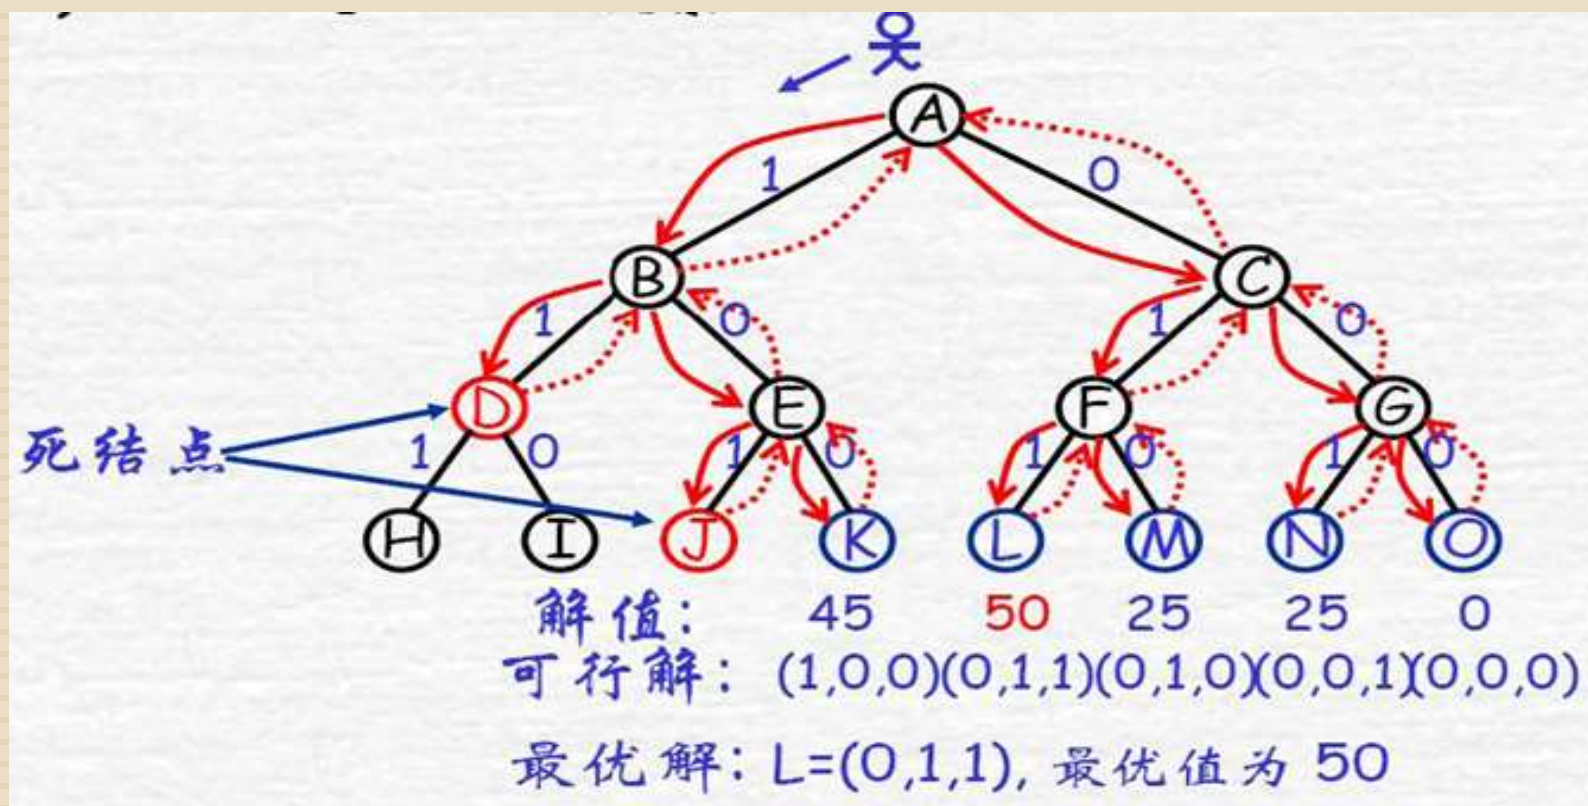 A
1 0
B C
1 0 1 0
D E F G
死结点 1 0 1 0 1 0 1 0
H I J K L M N O
解值: 45 50 25 25 0
可行解: (1,0,0)(0,1,1)(0,1,0)(0,0,1)(0,0,0)
最优解: L=(0,1,1), 最优值为 50